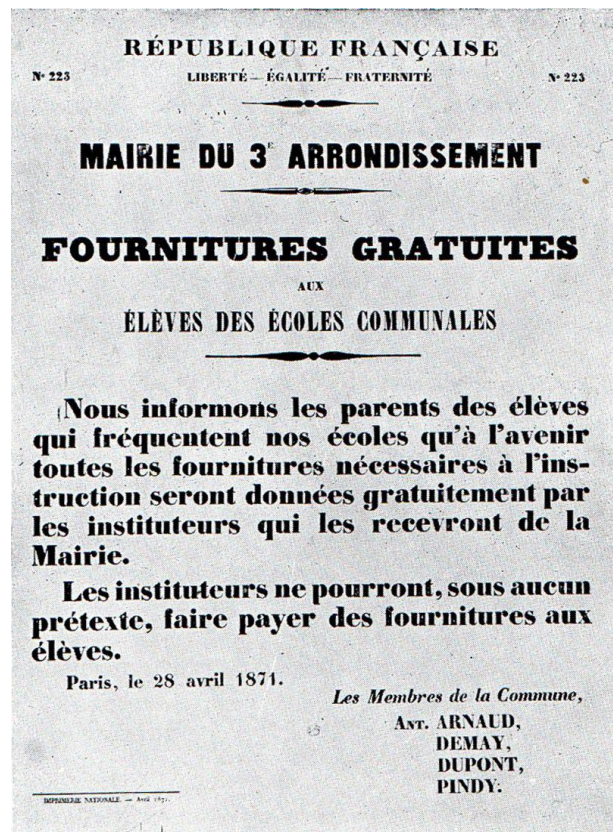 RÉPUBLIQUE FRANÇAISE
Nº 223 LIBERTÉ — ÉGALITÉ — FRATERNITÉ Nº 223
MAIRIE DU 3E ARRONDISSEMENT
FOURNITURES GRATUITES
AUX
ÉLÈVES DES ÉCOLES COMMUNALES
Nous informons les parents des élèves
qui fréquentent nos écoles qu'à l'avenir
toutes les fournitures nécessaires à l'ins-
truction seront données gratuitement par
les instituteurs qui les recevront de la
Mairie.
Les instituteurs ne pourront, sous aucun
prétexte, faire payer des fournitures aux
élèves.
Paris, le 28 avril 1871.
Les Membres de la Commune,
ANT. ARNAUD,
DEMAY,
DUPONT,
PINDY.
IMPRIMERIE NATIONALE. — Avril 1871.